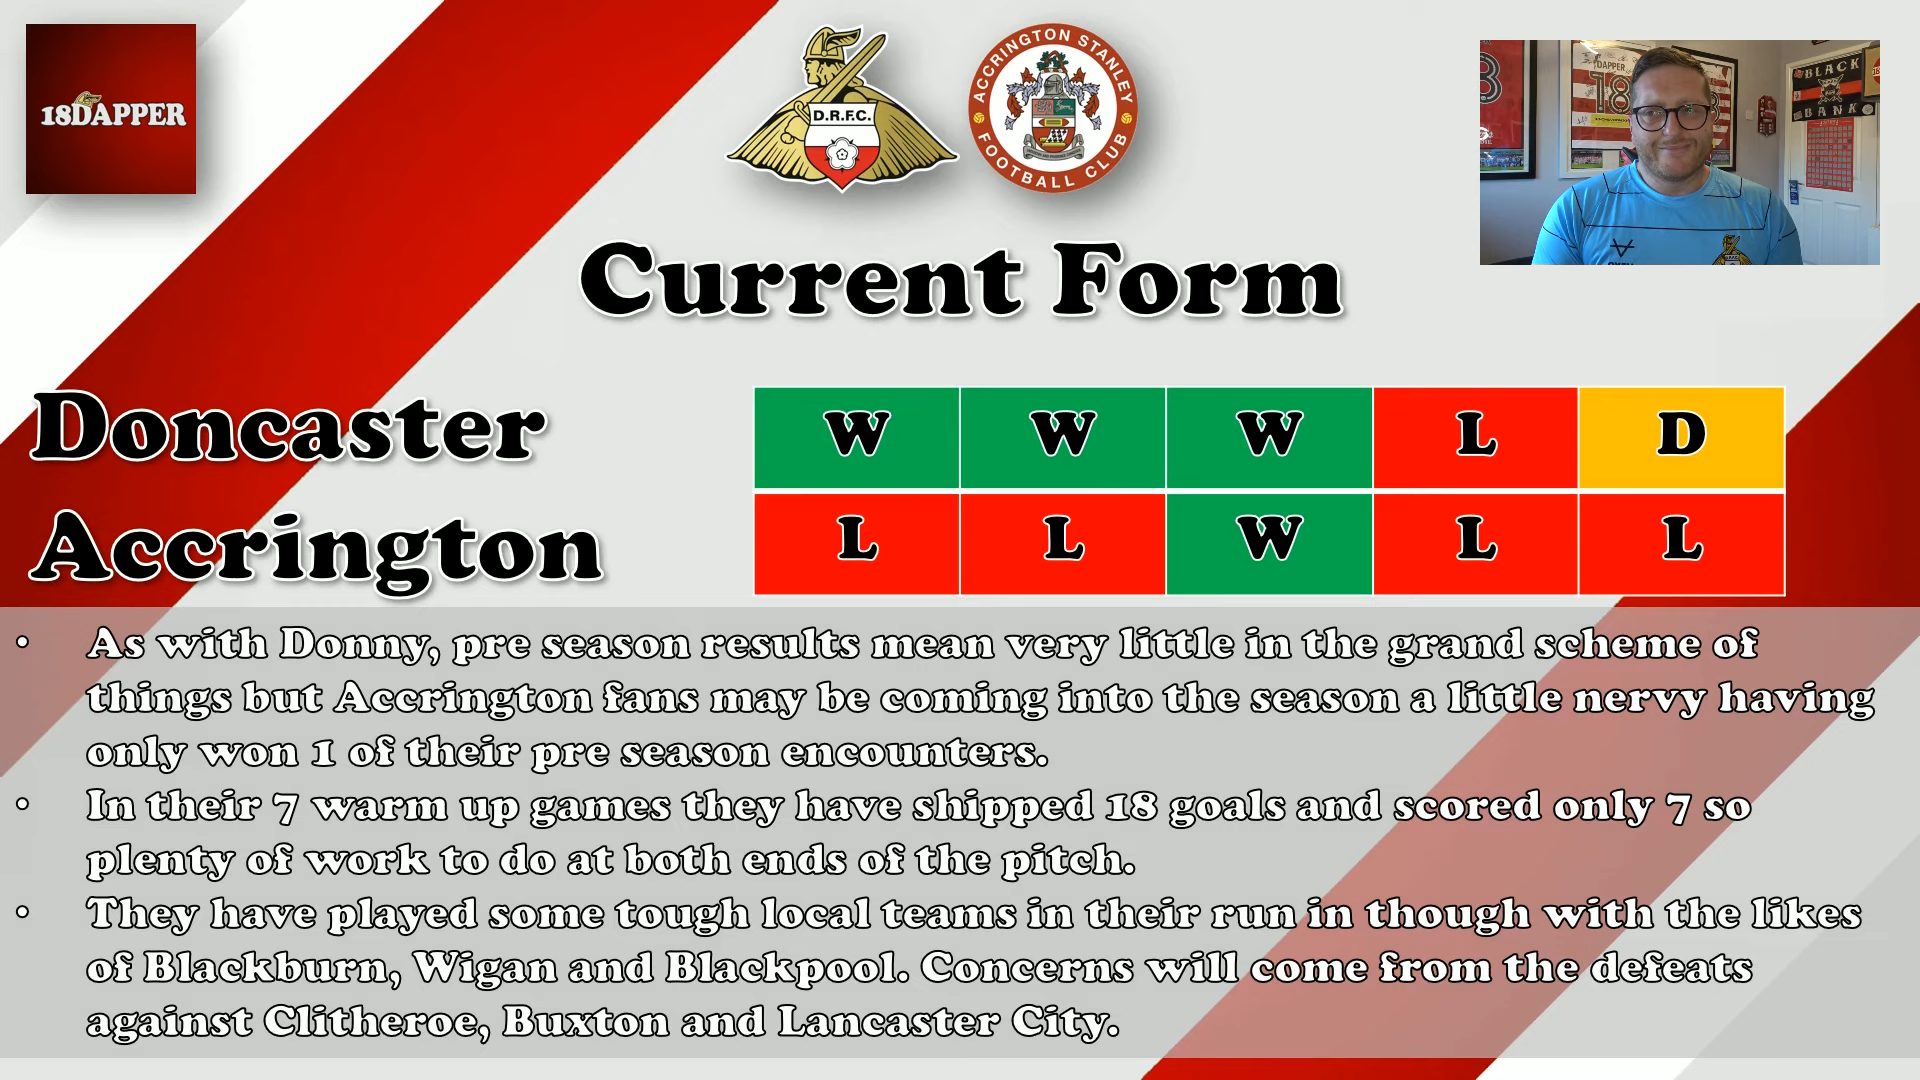 18DAPPER
D.R.F.C.
ACCRINGTON STANLEY
FOOTBALL CLUB
DAPPER
18
BLACK
BANK
Current Form
Doncaster
W W W L D
Accrington
L L W L L
• As with Donny, pre season results mean very little in the grand scheme of
things but Accrington fans may be coming into the season a little nervy having
only won 1 of their pre season encounters.
• In their 7 warm up games they have shipped 18 goals and scored only 7 so
plenty of work to do at both ends of the pitch.
• They have played some tough local teams in their run in though with the likes
of Blackburn, Wigan and Blackpool. Concerns will come from the defeats
against Clitheroe, Buxton and Lancaster City.